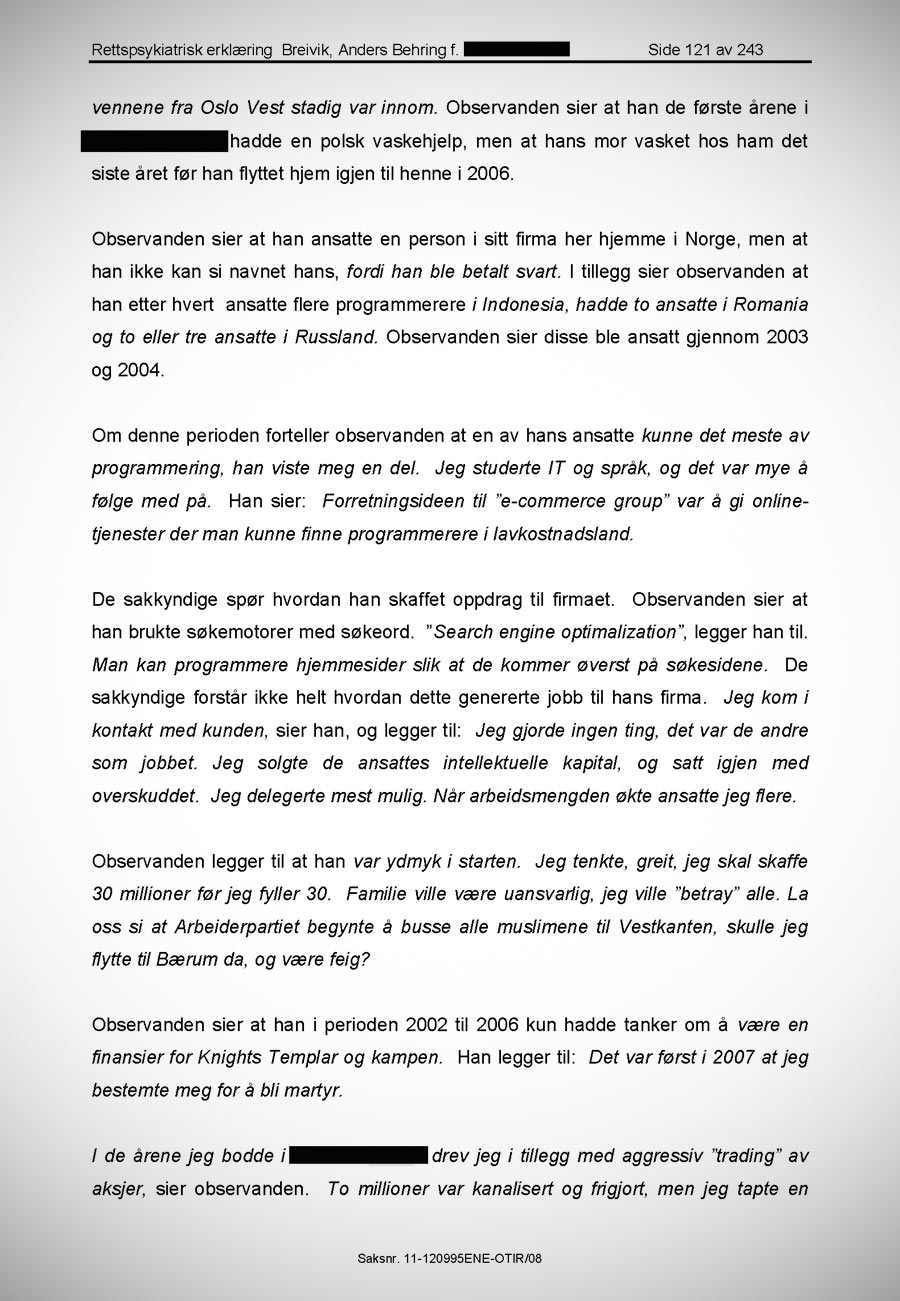 Rettspsykiatrisk erklæring  Breivik, Anders Behring f. Side 121 av 243
vennene fra Oslo Vest stadig var innom. Observanden sier at han de første årene i
hadde en polsk vaskehjelp, men at hans mor vasket hos ham det
siste året før han flyttet hjem igjen til henne i 2006.
Observanden sier at han ansatte en person i sitt firma her hjemme i Norge, men at
han ikke kan si navnet hans, fordi han ble betalt svart. I tillegg sier observanden at
han etter hvert  ansatte flere programmerere i Indonesia, hadde to ansatte i Romania
og to eller tre ansatte i Russland. Observanden sier disse ble ansatt gjennom 2003
og 2004.
Om denne perioden forteller observanden at en av hans ansatte kunne det meste av
programmering, han viste meg en del.  Jeg studerte IT og språk, og det var mye å
følge med på.  Han sier:  Forretningsideen til ”e-commerce group” var å gi online-
tjenester der man kunne finne programmerere i lavkostnadsland.
De sakkyndige spør hvordan han skaffet oppdrag til firmaet.  Observanden sier at
han brukte søkemotorer med søkeord.  ”Search engine optimalization”, legger han til.
Man kan programmere hjemmesider slik at de kommer øverst på søkesidene.  De
sakkyndige forstår ikke helt hvordan dette genererte jobb til hans firma.  Jeg kom i
kontakt med kunden, sier han, og legger til:  Jeg gjorde ingen ting, det var de andre
som jobbet. Jeg solgte de ansattes intellektuelle kapital, og satt igjen med
overskuddet.  Jeg delegerte mest mulig. Når arbeidsmengden økte ansatte jeg flere.
Observanden legger til at han var ydmyk i starten.  Jeg tenkte, greit, jeg skal skaffe
30 millioner før jeg fyller 30.  Familie ville være uansvarlig, jeg ville ”betray” alle. La
oss si at Arbeiderpartiet begynte å busse alle muslimene til Vestkanten, skulle jeg
flytte til Bærum da, og være feig?
Observanden sier at han i perioden 2002 til 2006 kun hadde tanker om å være en
finansier for Knights Templar og kampen.  Han legger til:  Det var først i 2007 at jeg
bestemte meg for å bli martyr.
I de årene jeg bodde i drev jeg i tillegg med aggressiv ”trading” av
aksjer, sier observanden.  To millioner var kanalisert og frigjort, men jeg tapte en
Saksnr. 11-120995ENE-OTIR/08